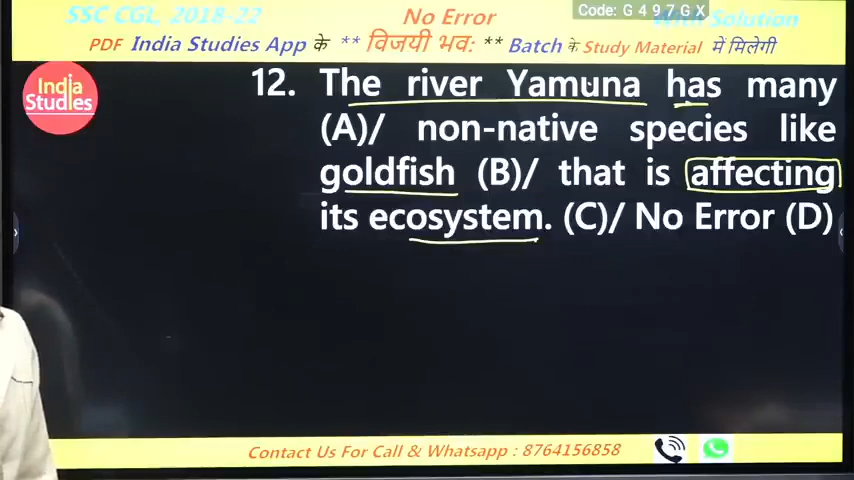 SSC CGL 2018-22
No Error
Code: G 4 9 7 G X
With Solution
PDF India Studies App के ** विजयी भव: ** Batch के Study Material में मिलेगी
India
Studies
12. The river Yamuna has many
(A)/ non-native species like
goldfish (B)/ that is affecting
its ecosystem. (C)/ No Error (D)
Contact Us For Call & Whatsapp : 8764156858